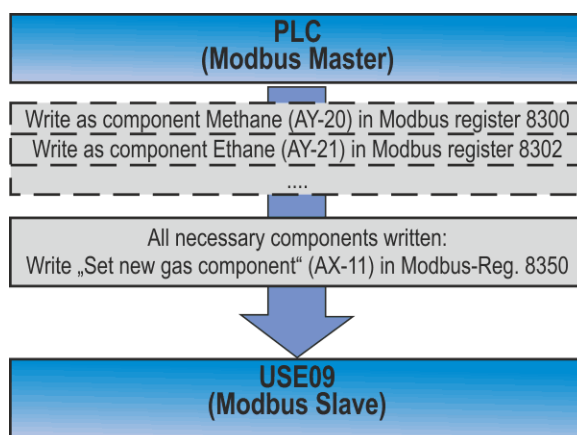 PLC
(Modbus Master)
Write as component Methane (AY-20) in Modbus register 8300
Write as component Ethane (AY-21) in Modbus register 8302
....
All necessary components written:
Write „Set new gas component“ (AX-11) in Modbus-Reg. 8350
USE09
(Modbus Slave)